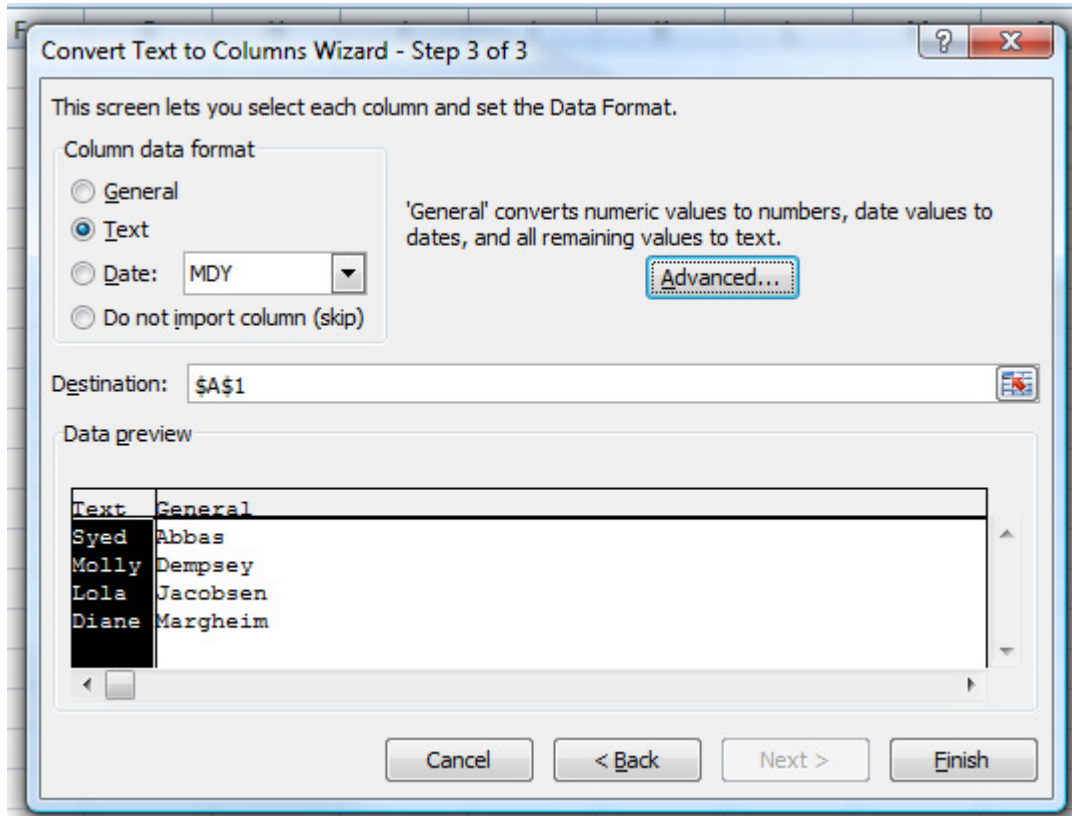 Convert Text to Columns Wizard - Step 3 of 3
This screen lets you select each column and set the Data Format.
Column data format
General
Text
Date: MDY
Do not import column (skip)
'General' converts numeric values to numbers, date values to
dates, and all remaining values to text.
Advanced...
Destination: $A$1
Data preview
Text General
Syed Abbas
Molly Dempsey
Lola Jacobsen
Diane Margheim
Cancel < Back Next > Finish